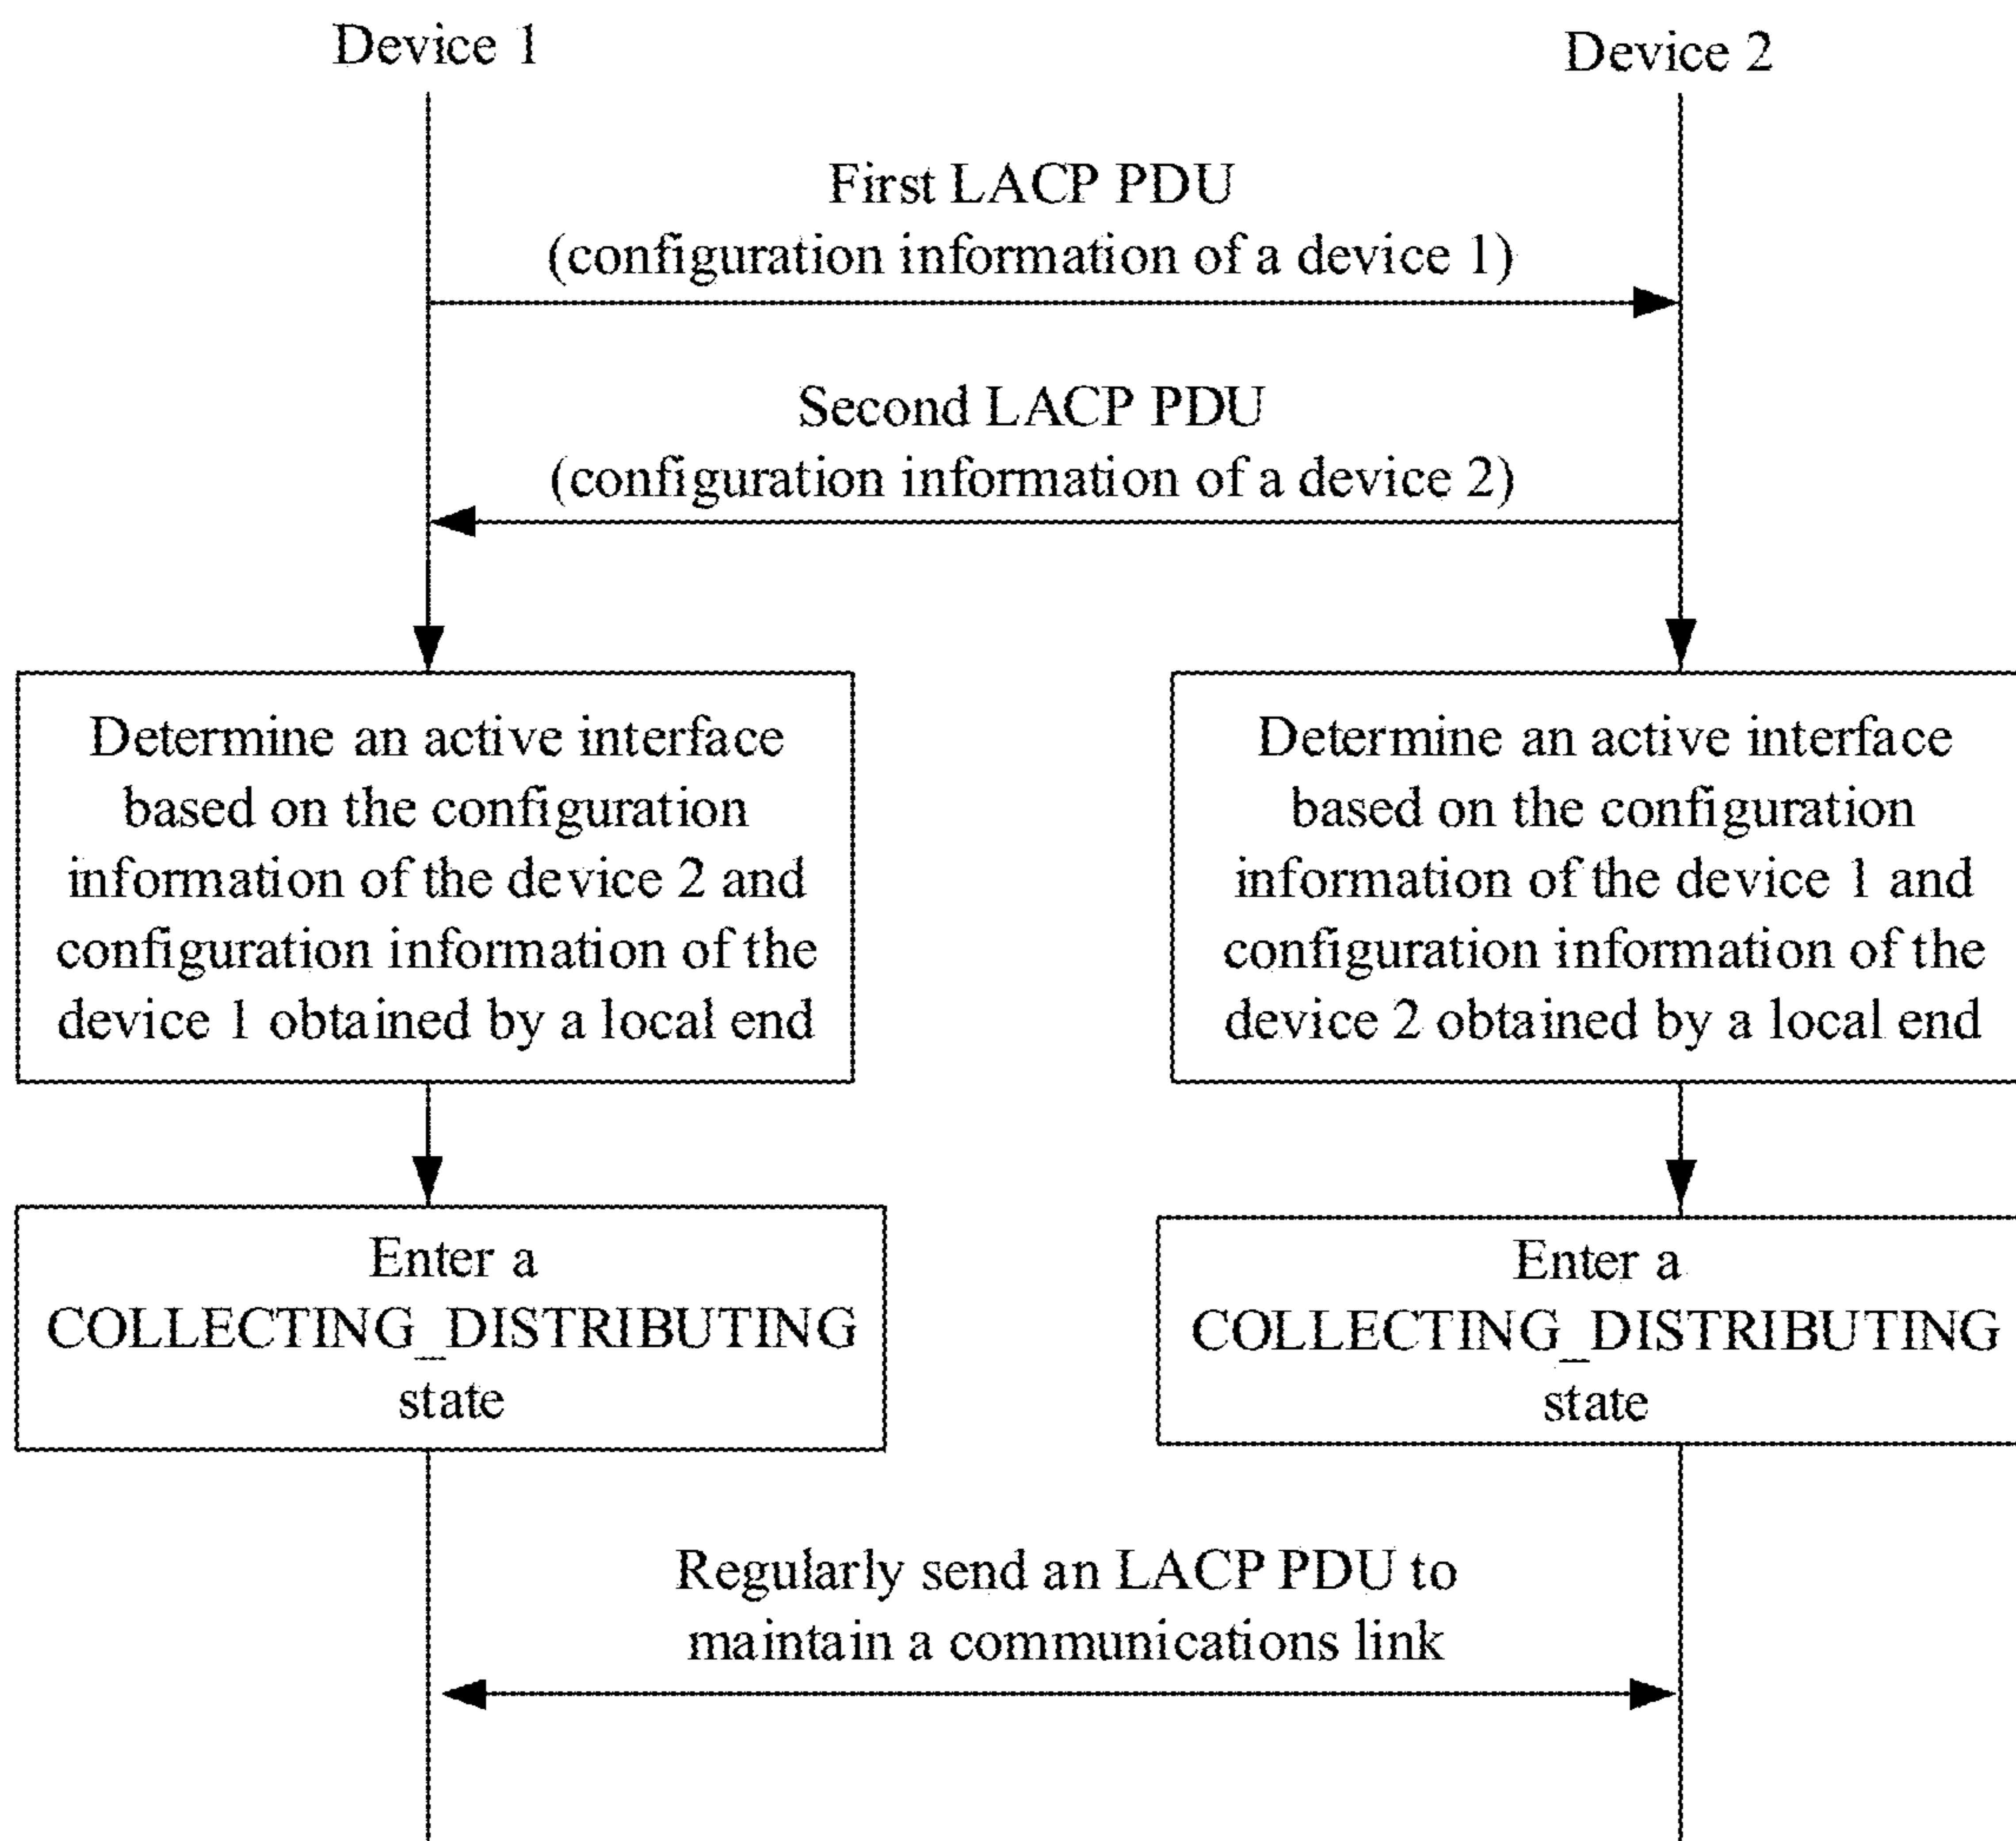 Device 1
Device 2
First LACP PDU
(configuration information of a device 1)
Second LACP PDU
(configuration information of a device 2)
Determine an active interface
based on the configuration
information of the device 2 and
configuration information of the
device 1 obtained by a local end
Determine an active interface
based on the configuration
information of the device 1 and
configuration information of the
device 2 obtained by a local end
Enter a
COLLECTING_DISTRIBUTING
state
Enter a
COLLECTING_DISTRIBUTING
state
Regularly send an LACP PDU to
maintain a communications link